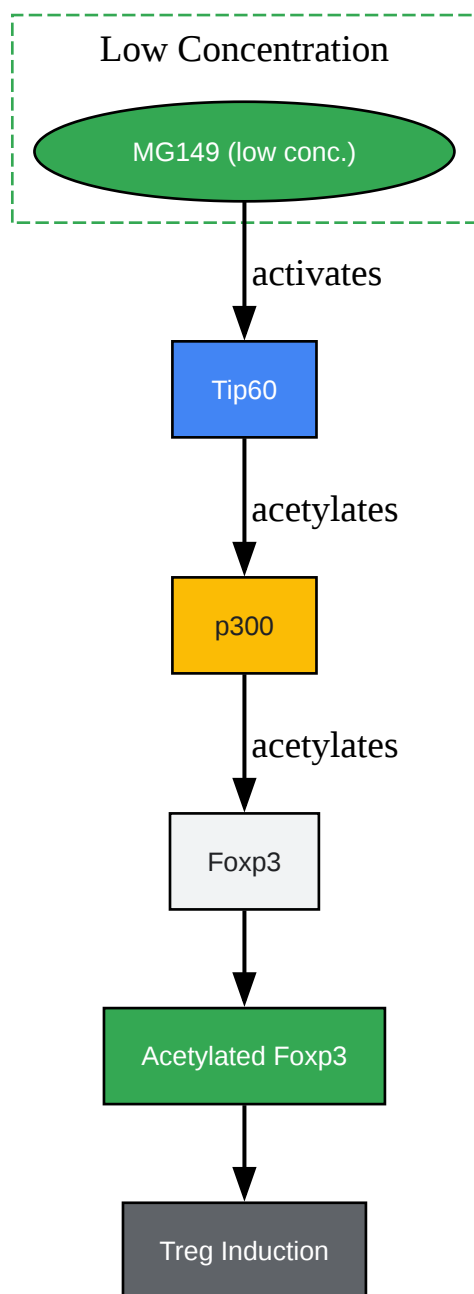 Low Concentration
MG149 (low conc.)
activates
Tip60
acetylates
p300
acetylates
Foxp3
Acetylated Foxp3
Treg Induction